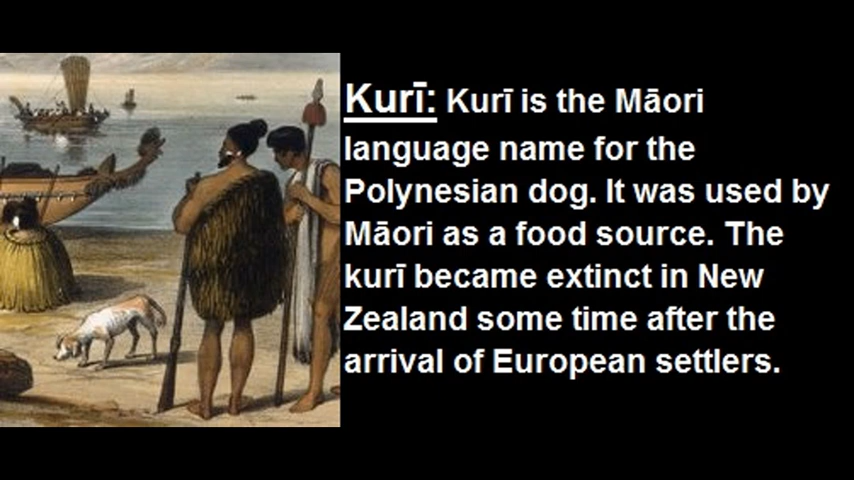 Kurī: Kurī is the Māori
language name for the
Polynesian dog. It was used by
Māori as a food source. The
kurī became extinct in New
Zealand some time after the
arrival of European settlers.